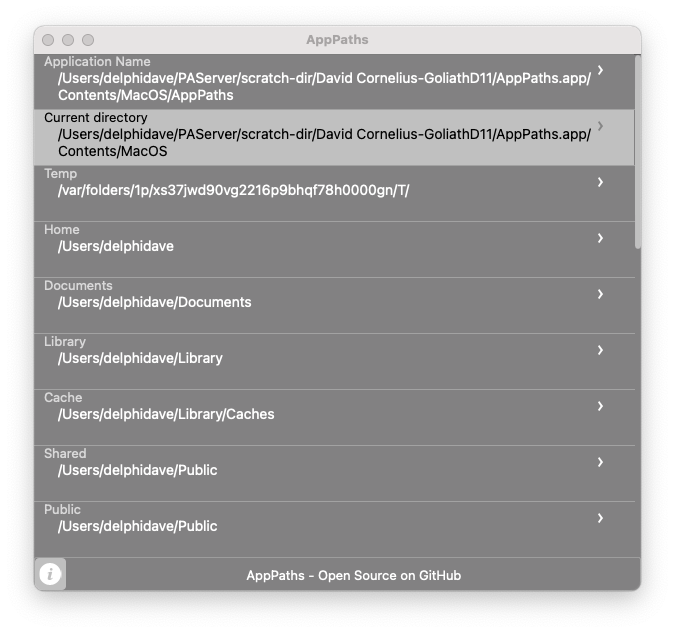 AppPaths
Application Name
/Users/delphidave/PAServer/scratch-dir/David Cornelius-GoliathD11/AppPaths.app/
Contents/MacOS/AppPaths
Current directory
/Users/delphidave/PAServer/scratch-dir/David Cornelius-GoliathD11/AppPaths.app/
Contents/MacOS
Temp
/var/folders/1p/xs37jwd90vg2216p9bhqf78h0000gn/T/
Home
/Users/delphidave
Documents
/Users/delphidave/Documents
Library
/Users/delphidave/Library
Cache
/Users/delphidave/Library/Caches
Shared
/Users/delphidave/Public
Public
/Users/delphidave/Public
AppPaths - Open Source on GitHub